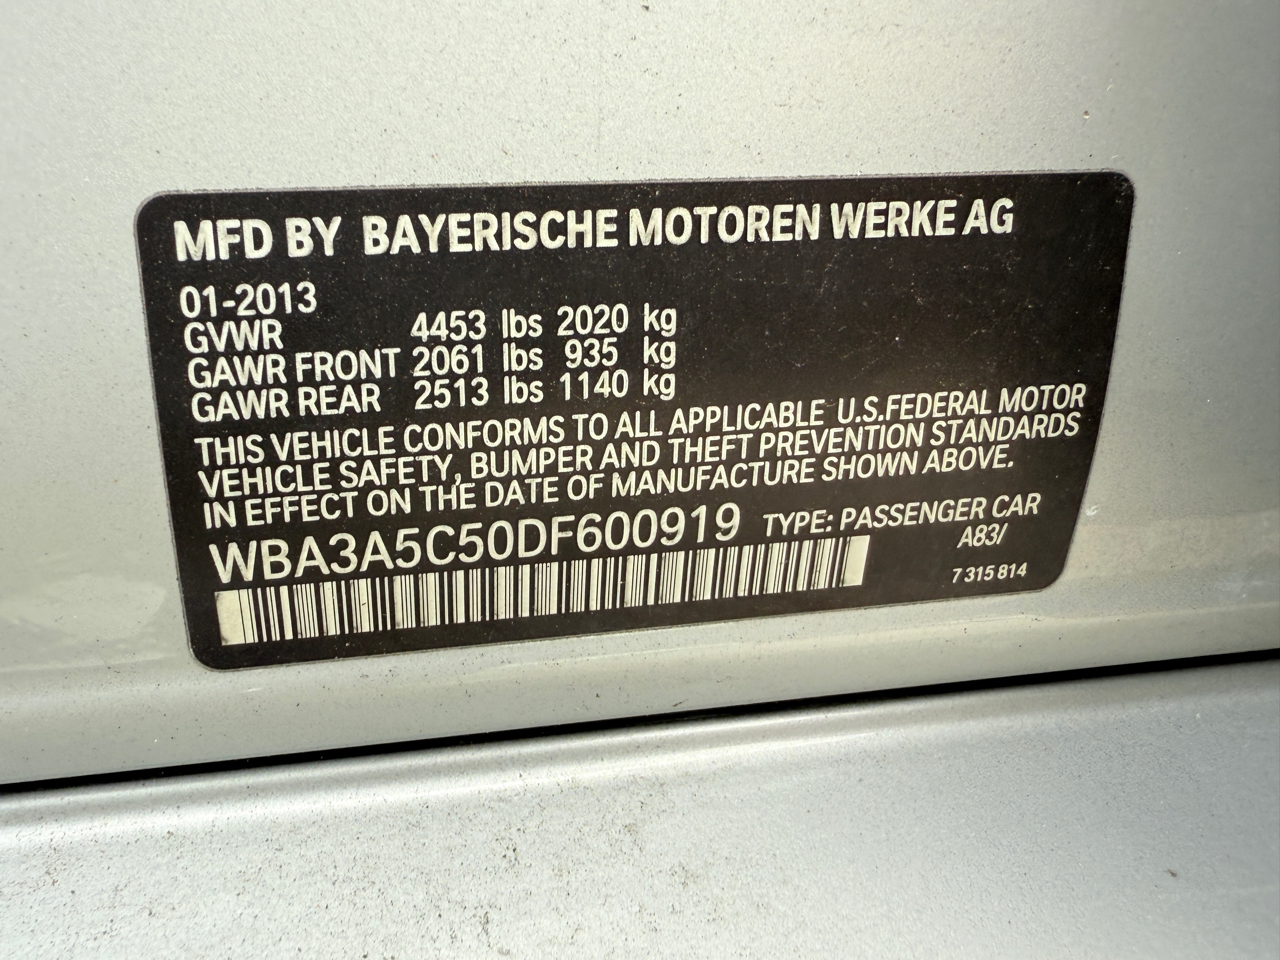 MFD BY BAYERISCHE MOTOREN WERKE AG
01-2013
GVWR 4453 lbs 2020 kg
GAWR FRONT 2061 lbs 935 kg
GAWR REAR 2513 lbs 1140 kg
THIS VEHICLE CONFORMS TO ALL APPLICABLE U.S.FEDERAL MOTOR
VEHICLE SAFETY, BUMPER AND THEFT PREVENTION STANDARDS
IN EFFECT ON THE DATE OF MANUFACTURE SHOWN ABOVE.
WBA3A5C50DF600919 TYPE: PASSENGER CAR
A83/
7 315 814